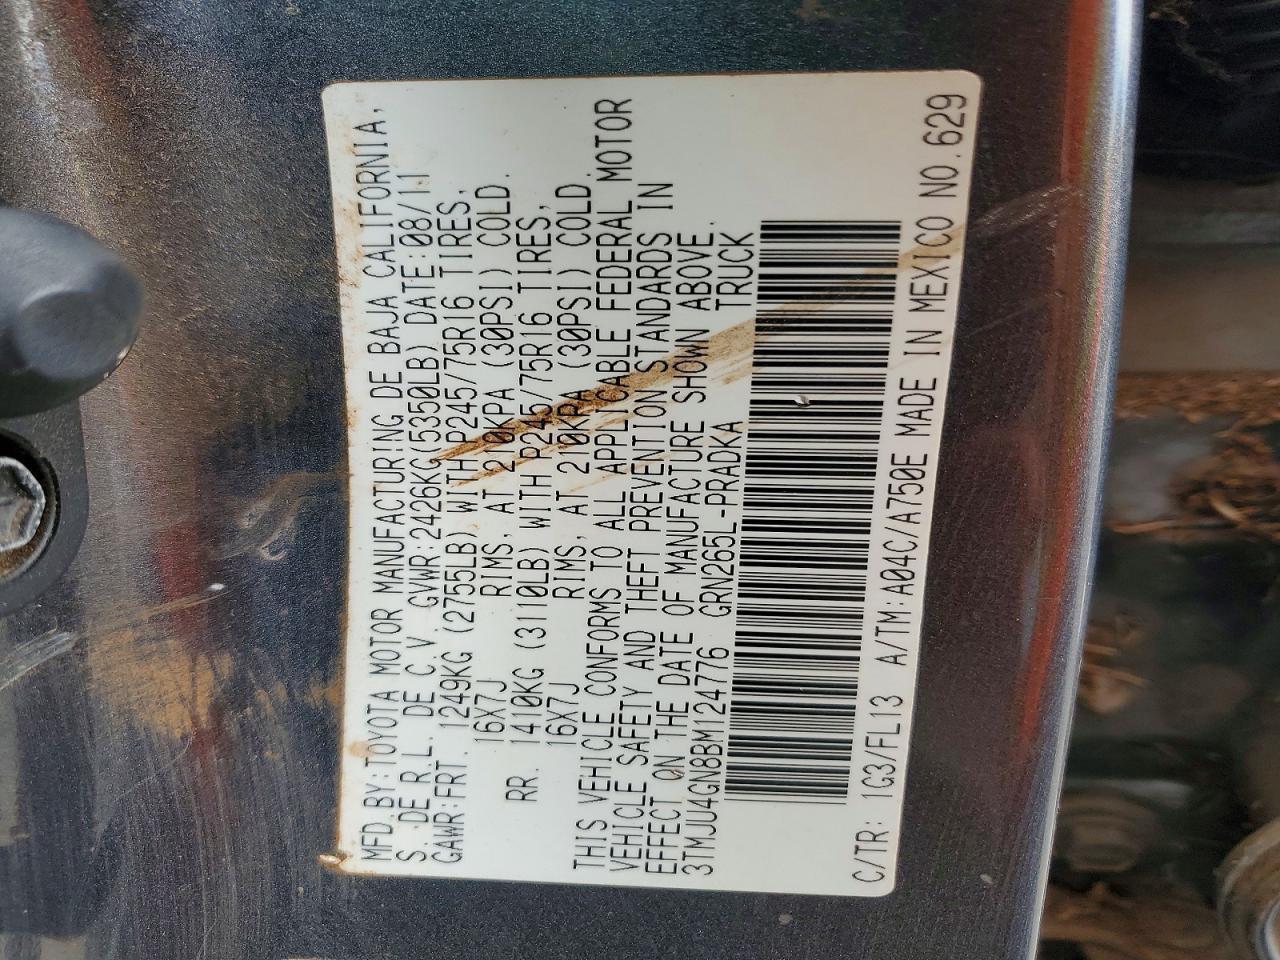 MFD.BY:TOYOTA MOTOR MANUFACTURING DE BAJA CALIFORNIA,
S. DE R.L. DE C.V. GVWR:2426KG(5350LB) DATE:08/11
GAWR:FRT. 1249KG (2755LB) WITH P245/75R16 TIRES,
16X7J RIMS, AT 210KPA (30PSI) COLD.
RR. 1410KG (3110LB) WITH P245/75R16 TIRES,
16X7J RIMS, AT 210KPA (30PSI) COLD.
THIS VEHICLE CONFORMS TO ALL APPLICABLE FEDERAL MOTOR
VEHICLE SAFETY AND THEFT PREVENTION STANDARDS IN
EFFECT ON THE DATE OF MANUFACTURE SHOWN ABOVE.
3TMJU4GN8BM124776 GRN265L-PRADKA TRUCK
C/TR: 1G3/FL13 A/TM:A04C/A750E MADE IN MEXICO NO.629